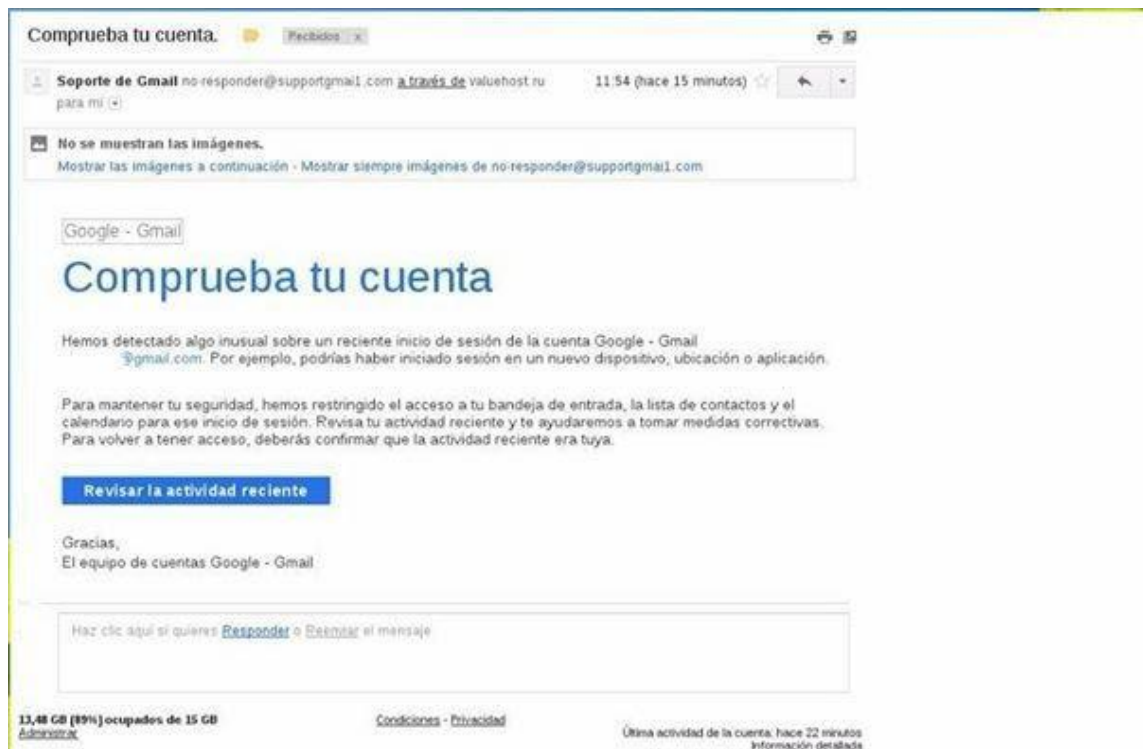 Comprueba tu cuenta. Recibidos x
Soporte de Gmail no-responder@supportgmai1.com a través de valuehost.ru 11:54 (hace 15 minutos)
para mí
No se muestran las imágenes.
Mostrar las imágenes a continuación - Mostrar siempre imágenes de no-responder@supportgmai1.com
Google - Gmail
Comprueba tu cuenta
Hemos detectado algo inusual sobre un reciente inicio de sesión de la cuenta Google - Gmail
@gmail.com. Por ejemplo, podrías haber iniciado sesión en un nuevo dispositivo, ubicación o aplicación.
Para mantener tu seguridad, hemos restringido el acceso a tu bandeja de entrada, la lista de contactos y el
calendario para ese inicio de sesión. Revisa tu actividad reciente y te ayudaremos a tomar medidas correctivas.
Para volver a tener acceso, deberás confirmar que la actividad reciente era tuya.
Revisar la actividad reciente
Gracias,
El equipo de cuentas Google - Gmail
Haz clic aquí si quieres Responder o Reenviar el mensaje
13,48 GB (89%) ocupados de 15 GB
Administrar
Condiciones - Privacidad
Última actividad de la cuenta: hace 22 minutos
Información detallada